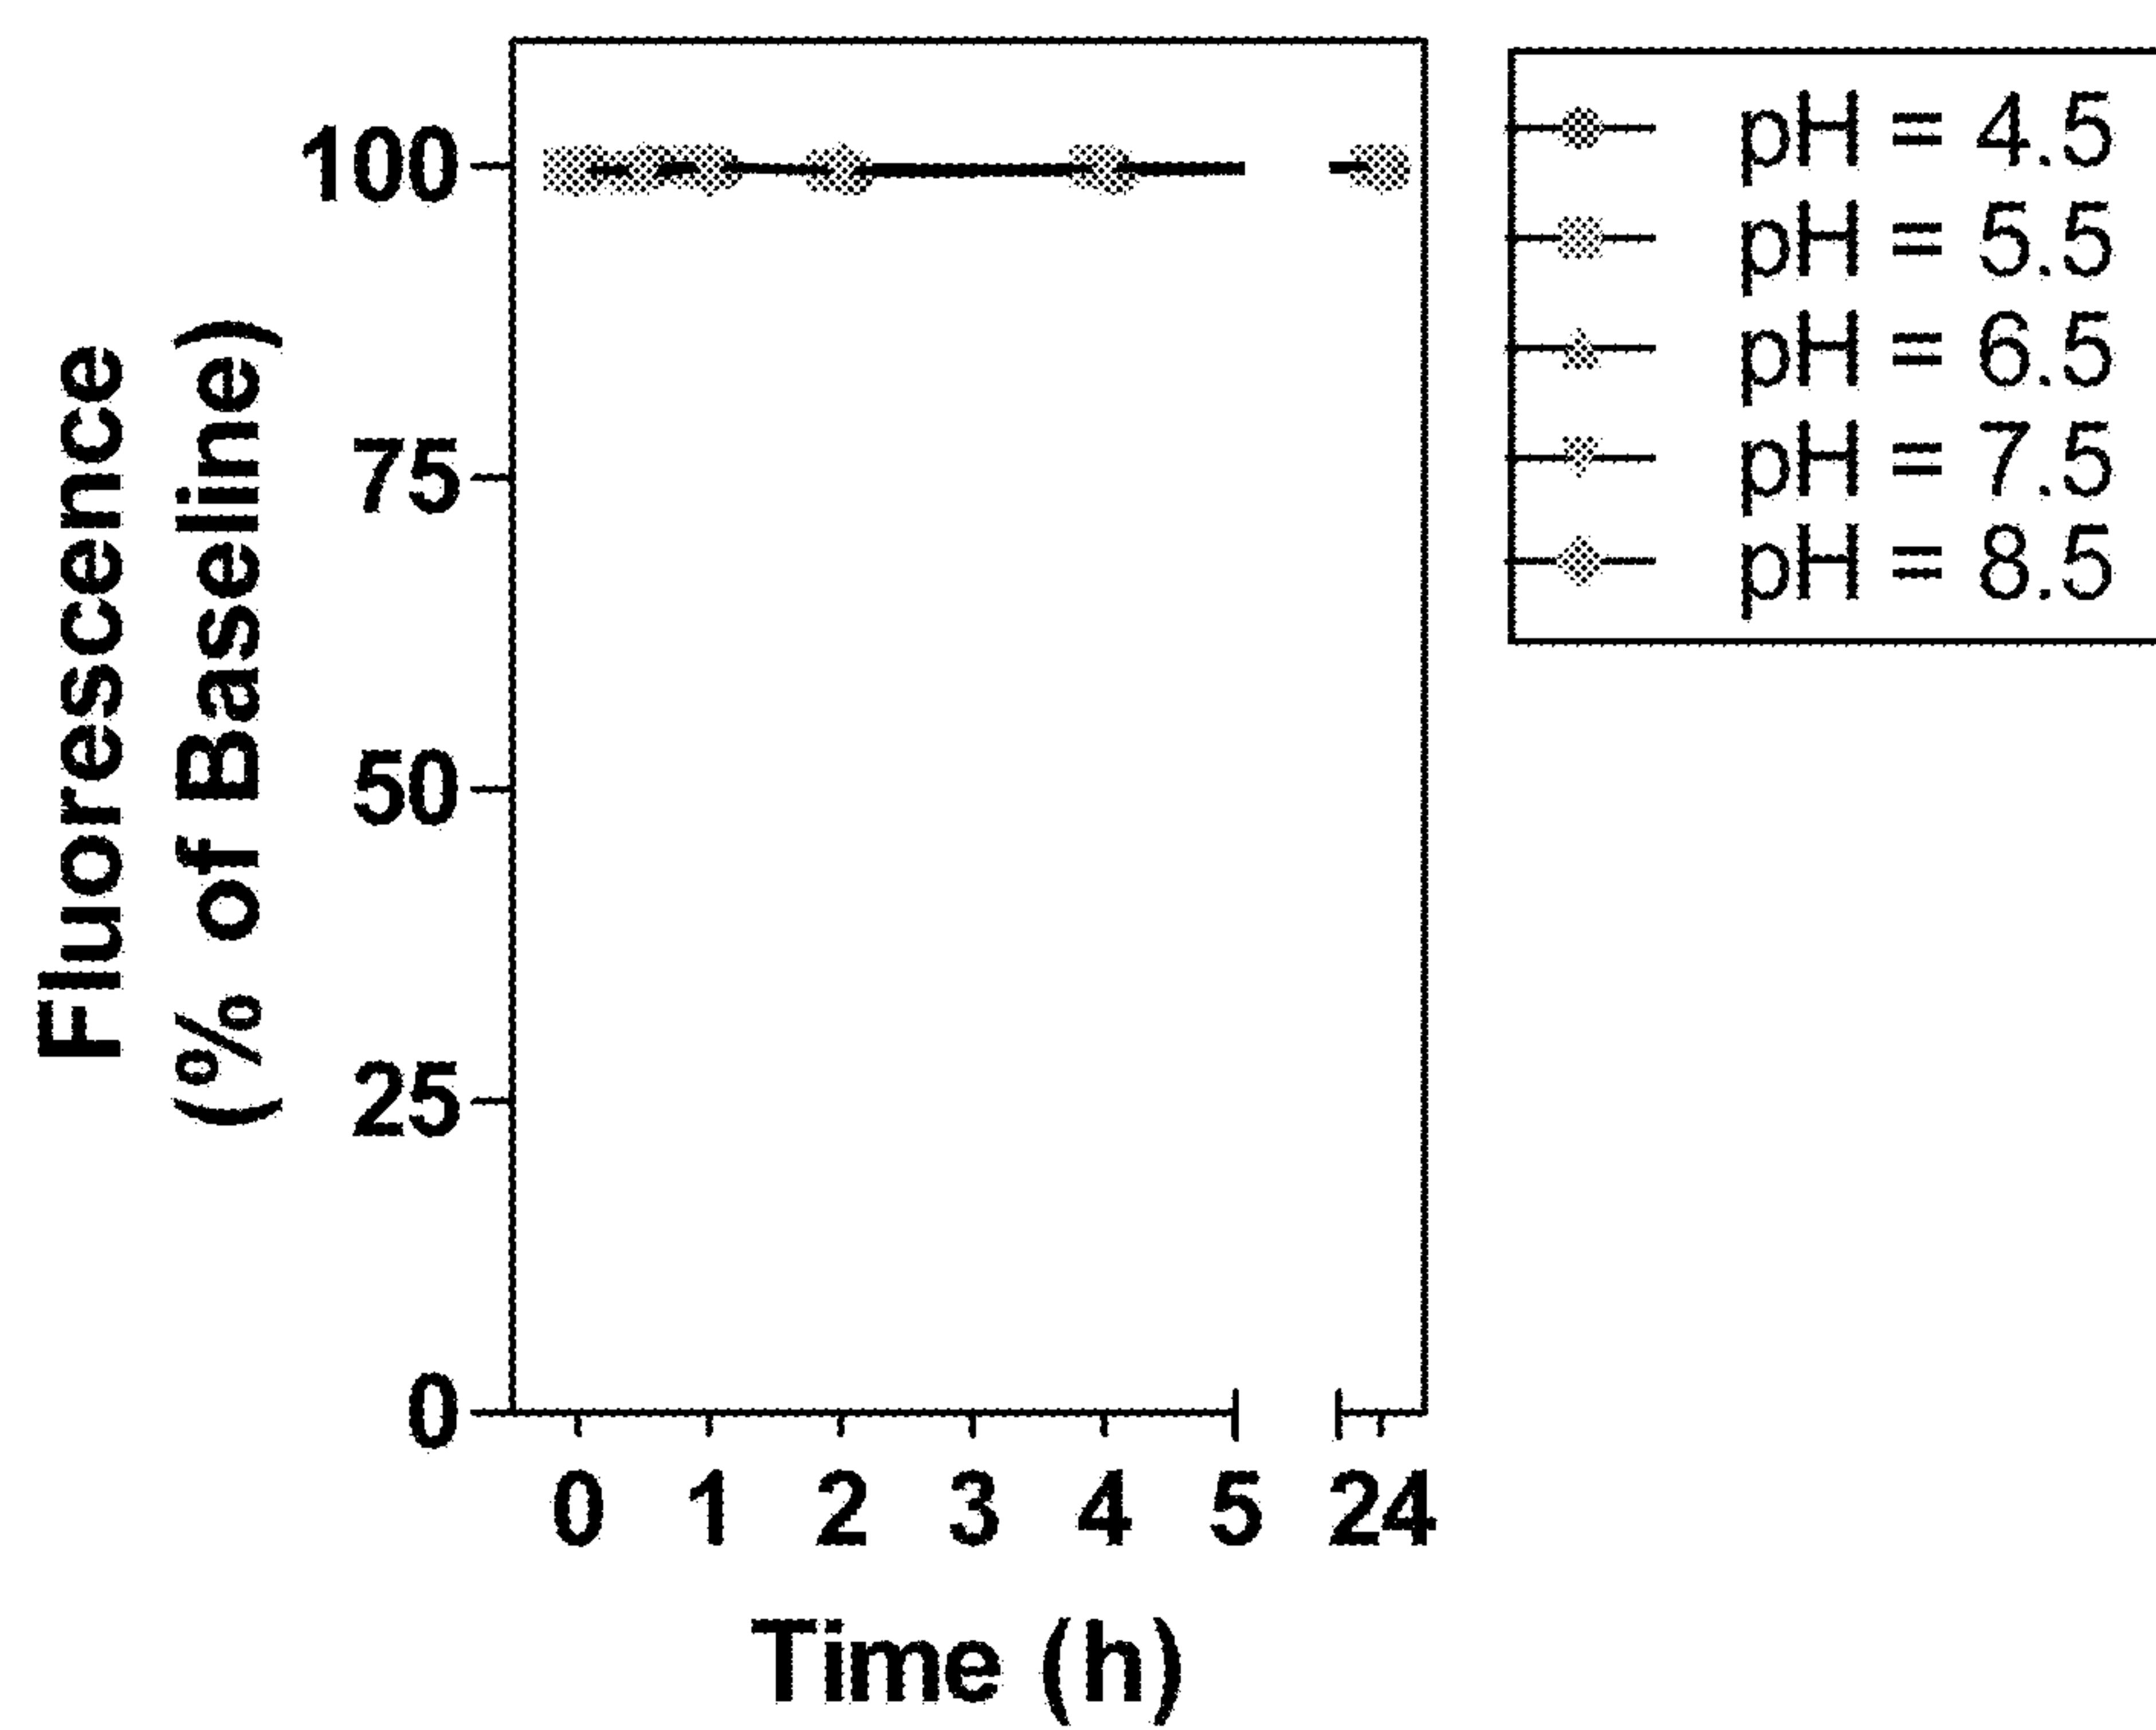 Fluorescence
(% of Baseline)
100
75
50
25
0
0 1 2 3 4 5 24
Time (h)
pH = 4.5
pH = 5.5
pH = 6.5
pH = 7.5
pH = 8.5